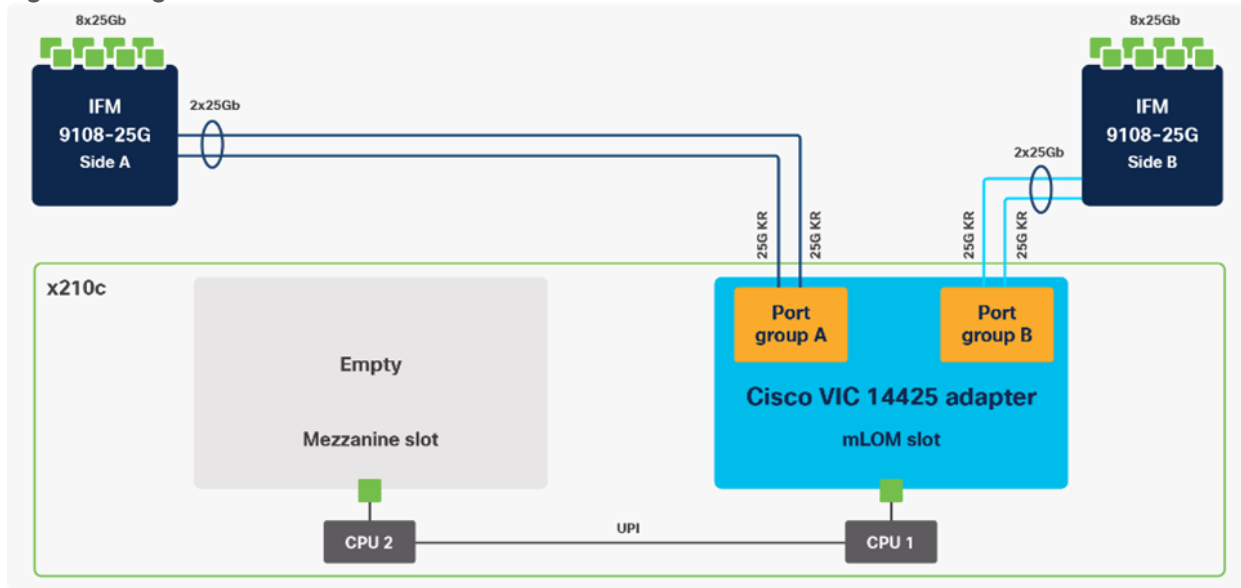 8x25Gb
IFM
9108-25G
Side A
2x25Gb
8x25Gb
IFM
9108-25G
Side B
2x25Gb
25G KR
25G KR
25G KR
25G KR
x210c
Empty
Mezzanine slot
Port
group A
Port
group B
Cisco VIC 14425 adapter
mLOM slot
CPU 2
UPI
CPU 1